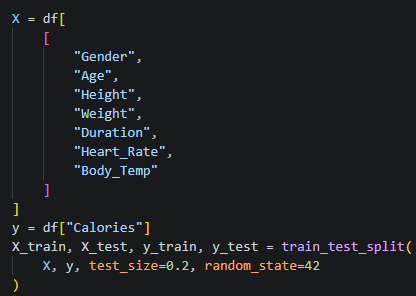 X = df[
    [
        "Gender",
        "Age",
        "Height",
        "Weight",
        "Duration",
        "Heart_Rate",
        "Body_Temp"
    ]
]
y = df["Calories"]
X_train, X_test, y_train, y_test = train_test_split(
    X, y, test_size=0.2, random_state=42
)